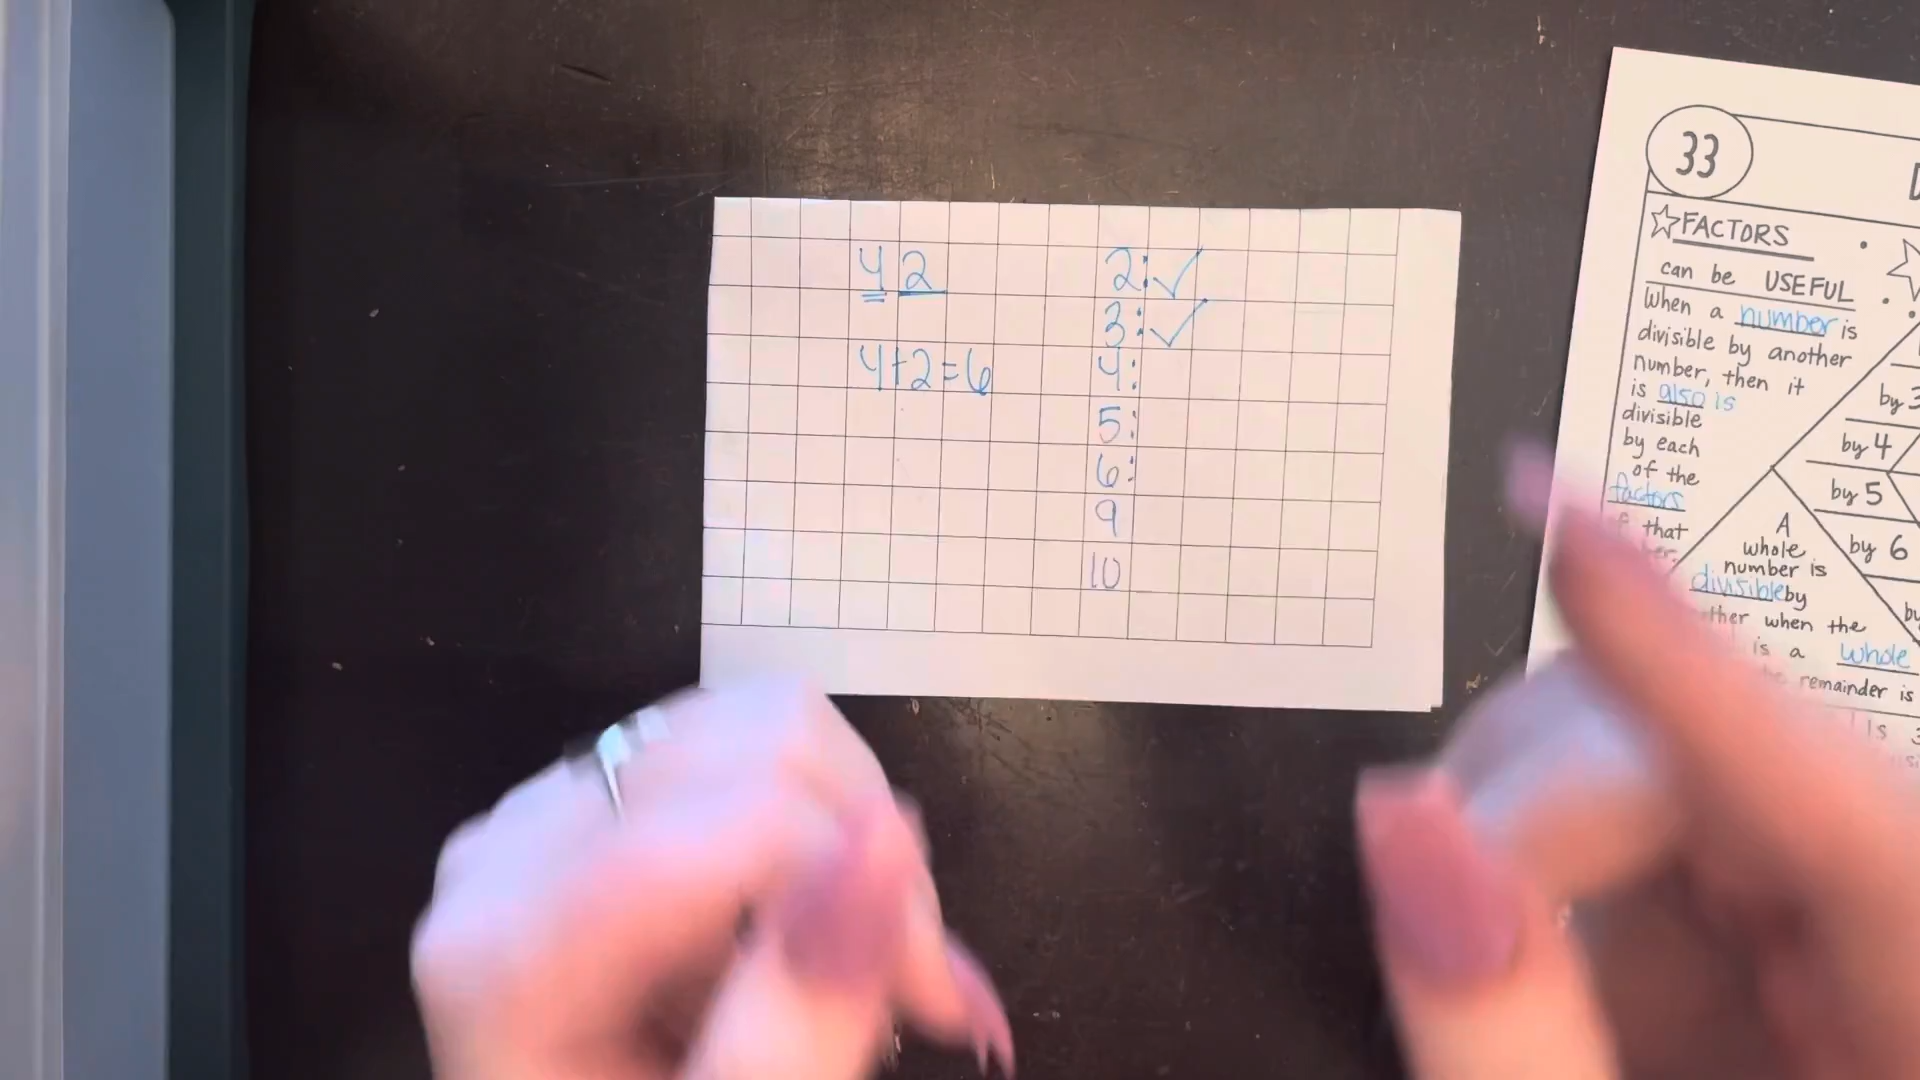 42
4+2=6
2:✓
3:✓
4:
5:
6:
9
10
33
☆FACTORS
can be USEFUL
When a number is
divisible by another
number, then it
is also is
divisible
by each
of the
factors
that
A
whole
number is
divisible by
when the
is a whole
remainder is
is
by 3
by 4
by 5
by 6
by